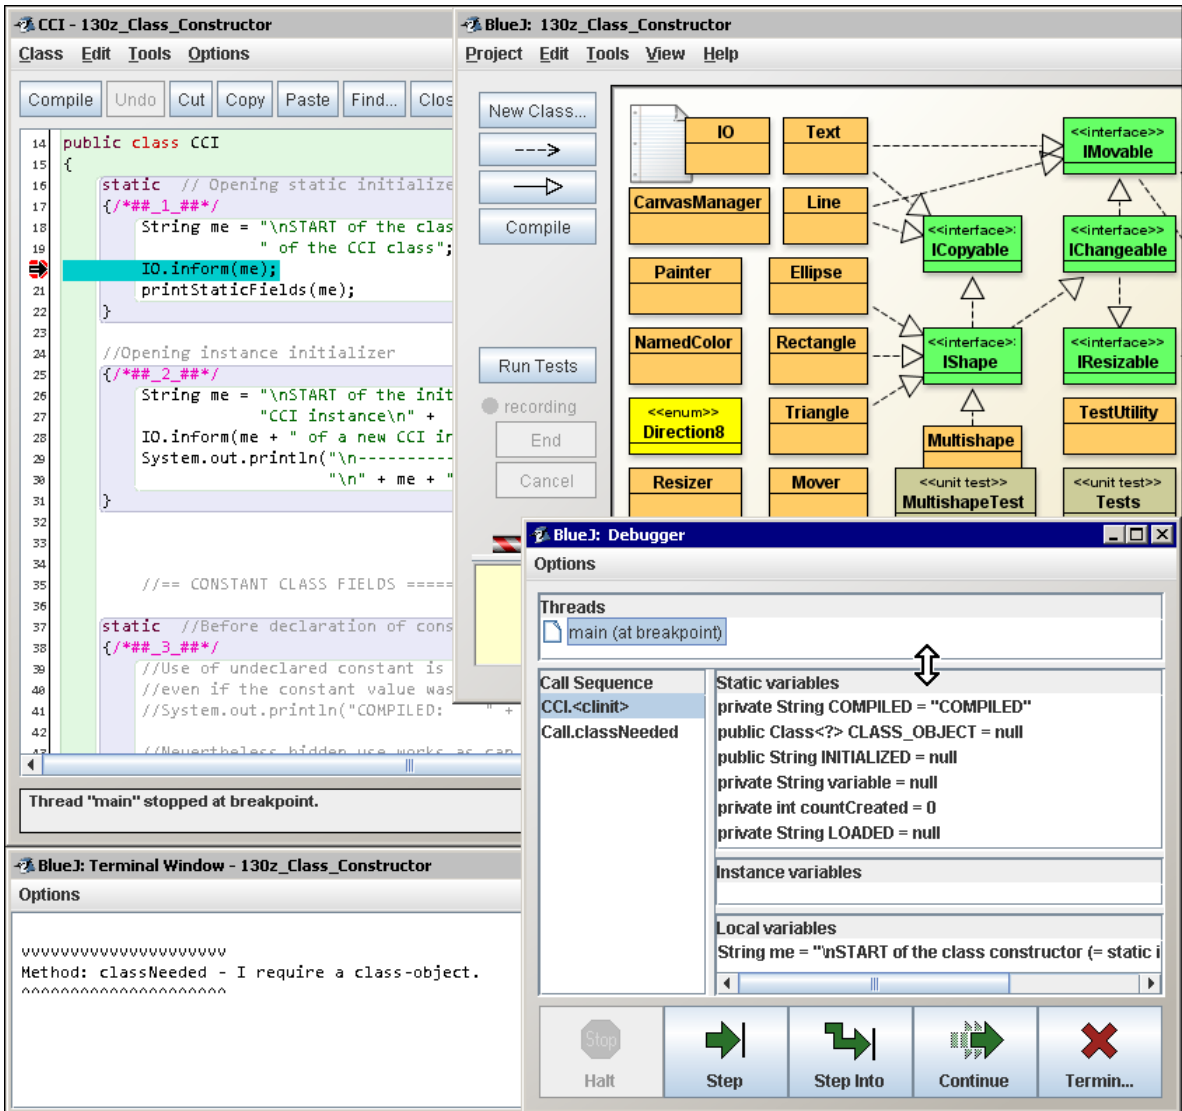 CCI - 130z_Class_Constructor
Class Edit Tools Options
Compile Undo Cut Copy Paste Find... Clos
14 public class CCI
15 {
16 static // Opening static initialize
17 {/*##_1_##*/
18 String me = "\nSTART of the clas
19 " of the CCI class";
IO.inform(me);
21 printStaticFields(me);
22 }
23
24 //Opening instance initializer
25 {/*##_2_##*/
26 String me = "\nSTART of the init
27 "CCI instance\n" +
28 IO.inform(me + " of a new CCI ir
29 System.out.println("\n----------
30 "\n" + me + "
31 }
32
33
34
35 //== CONSTANT CLASS FIELDS =====
36
37 static //Before declaration of cons
38 {/*##_3_##*/
39 //Use of undeclared constant is
40 //even if the constant value was
41 //System.out.println("COMPILED: " +
42
43 //Nevertheless hidden use works as can
Thread "main" stopped at breakpoint.
BlueJ: 130z_Class_Constructor
Project Edit Tools View Help
New Class...
Compile
Run Tests
recording
End
Cancel
IO
Text
<<interface>>
IMovable
CanvasManager
Line
<<interface>:
ICopyable
<<interface>>
IChangeable
Painter
Ellipse
NamedColor
Rectangle
<<interface>:
IShape
<<interface>>
IResizable
<<enum>>
Direction8
Triangle
Multishape
TestUtility
Resizer
Mover
<<unit test>>
MultishapeTest
<<unit test>>
Tests
BlueJ: Debugger
Options
Threads
main (at breakpoint)
Call Sequence
CCI.<clinit>
Call.classNeeded
Static variables
private String COMPILED = "COMPILED"
public Class<?> CLASS_OBJECT = null
public String INITIALIZED = null
private String variable = null
private int countCreated = 0
private String LOADED = null
Instance variables
Local variables
String me = "\nSTART of the class constructor (= static i
Stop
Halt
Step
Step Into
Continue
Termin...
BlueJ: Terminal Window - 130z_Class_Constructor
Options
vvvvvvvvvvvvvvvvvvvvv
Method: classNeeded - I require a class-object.
^^^^^^^^^^^^^^^^^^^^^